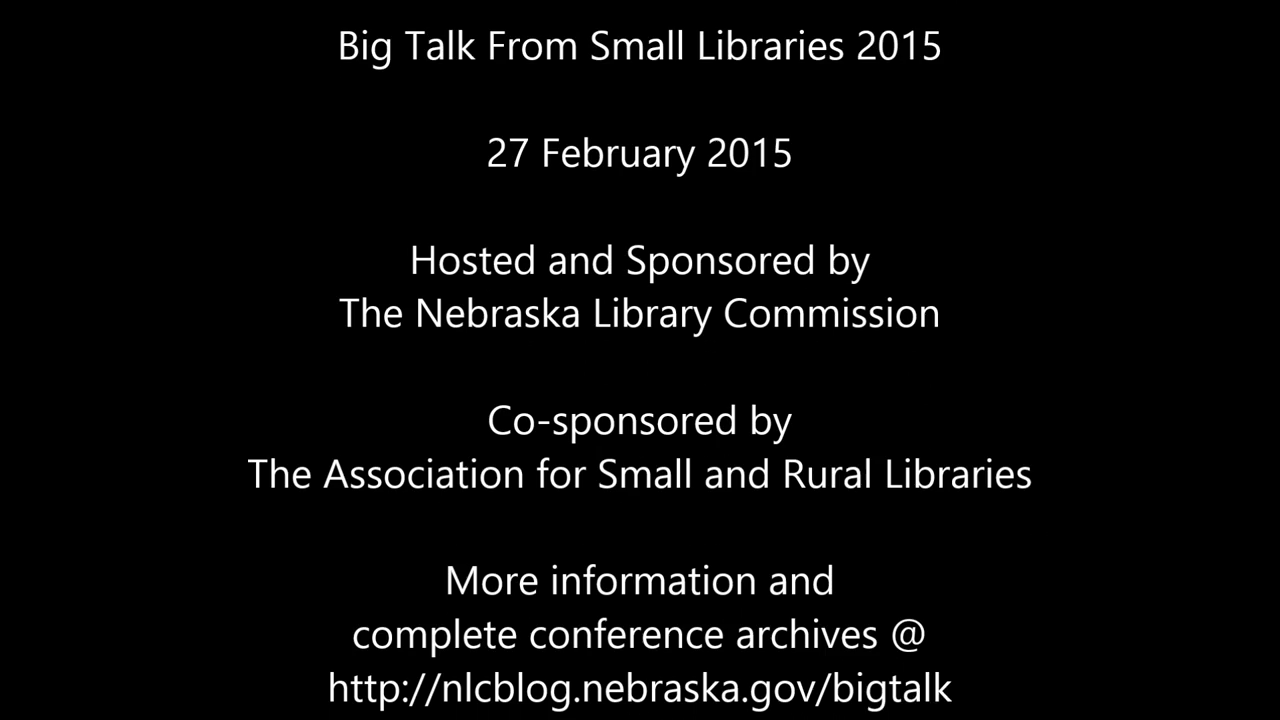 Big Talk From Small Libraries 2015
27 February 2015
Hosted and Sponsored by
The Nebraska Library Commission
Co-sponsored by
The Association for Small and Rural Libraries
More information and
complete conference archives @
http://nlcblog.nebraska.gov/bigtalk